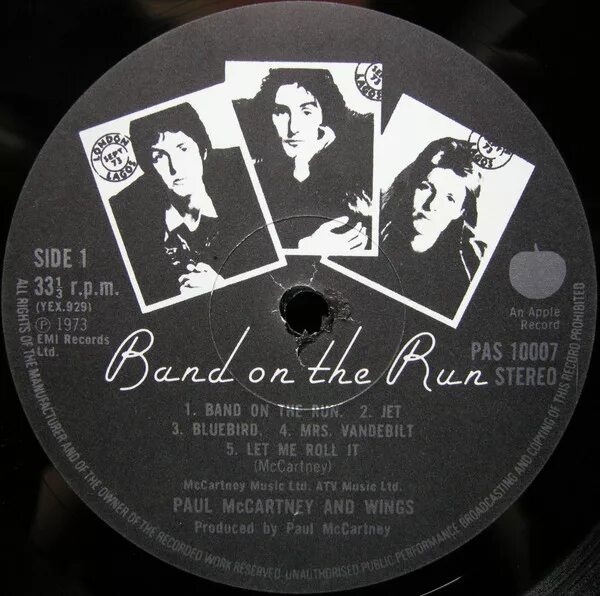 LONDON
SEPT
73
LAGOS
LAGOS
SIDE 1
33⅓ r.p.m.
(YEX.929)
℗ 1973
EMI Records
Ltd.
An Apple
Record
PAS 10007
STEREO
Band on the Run
1. BAND ON THE RUN. 2. JET
3. BLUEBIRD. 4. MRS. VANDEBILT
5. LET ME ROLL IT
(McCartney)
McCartney Music Ltd. ATV Music Ltd.
PAUL McCARTNEY AND WINGS
Produced by Paul McCartney
ALL RIGHTS OF THE MANUFACTURER AND OF THE OWNER OF THE RECORDED WORK RESERVED UNAUTHORISED PUBLIC PERFORMANCE BROADCASTING AND COPYING OF THIS RECORD PROHIBITED